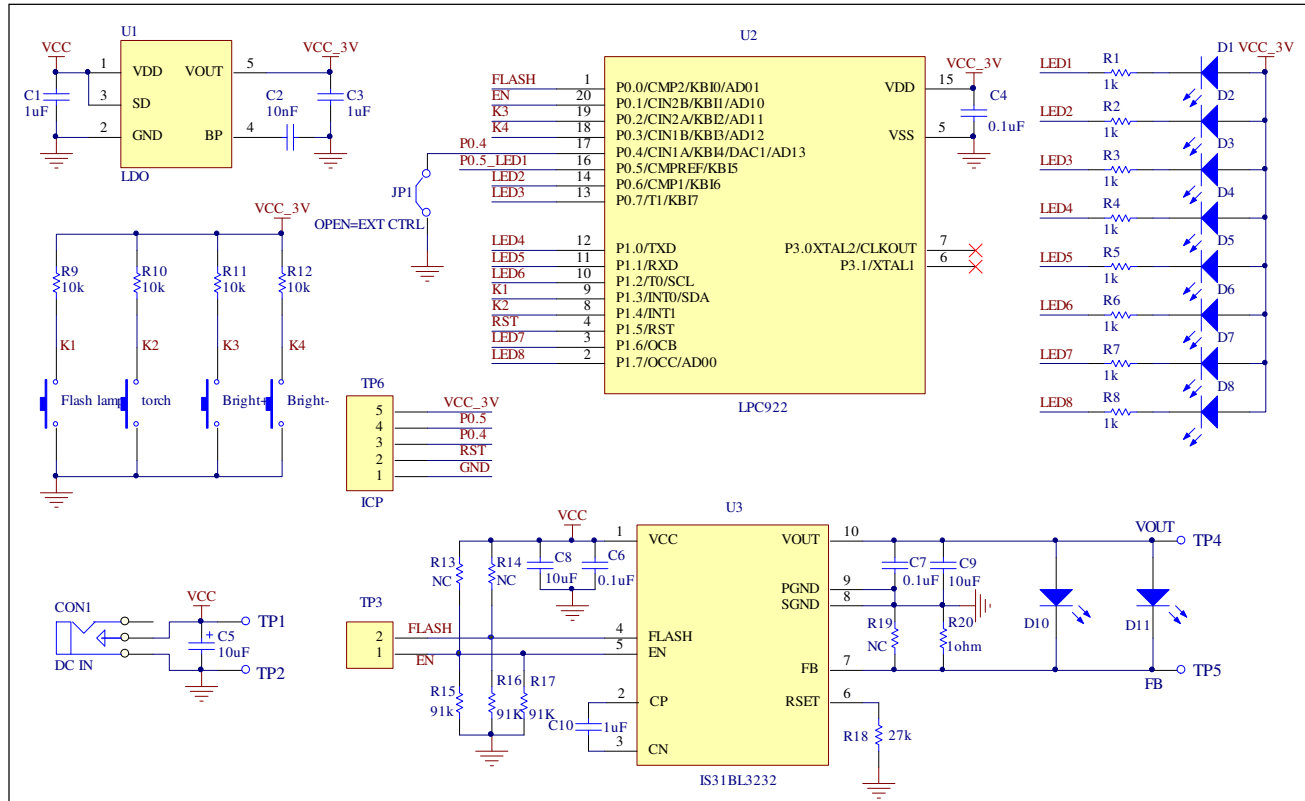 U1
VCC
VCC_3V
1 VDD VOUT 5
3 SD
2 GND BP 4
C1
1uF
C2
10nF
C3
1uF
LDO
U2
FLASH 1 P0.0/CMP2/KBI0/AD01
EN 20 P0.1/CIN2B/KBI1/AD10
K3 19 P0.2/CIN2A/KBI2/AD11
K4 18 P0.3/CIN1B/KBI3/AD12
P0.4 17 P0.4/CIN1A/KBI4/DAC1/AD13
P0.5_LED1 16 P0.5/CMPREF/KBI5
LED2 14 P0.6/CMP1/KBI6
LED3 13 P0.7/T1/KBI7
LED4 12 P1.0/TXD
LED5 11 P1.1/RXD
LED6 10 P1.2/T0/SCL
K1 9 P1.3/INT0/SDA
K2 8 P1.4/INT1
RST 4 P1.5/RST
LED7 3 P1.6/OCB
LED8 2 P1.7/OCC/AD00
VDD 15
VSS 5
P3.0XTAL2/CLKOUT 7
P3.1/XTAL1 6
VCC_3V
C4
0.1uF
LPC922
JP1
OPEN=EXT CTRL
D1
VCC_3V
LED1 R1 1k
D2
LED2 R2 1k
D3
LED3 R3 1k
D4
LED4 R4 1k
D5
LED5 R5 1k
D6
LED6 R6 1k
D7
LED7 R7 1k
D8
LED8 R8 1k
VCC_3V
R9 R10 R11 R12
10k 10k 10k 10k
K1 K2 K3 K4
Flash lamp torch Bright+ Bright-
TP6
5 VCC_3V
4 P0.5
3 P0.4
2 RST
1 GND
ICP
CON1
DC IN
VCC
+
C5
10uF
TP1
TP2
TP3
2 FLASH
1 EN
R13
NC
R14
NC
VCC
C8
10uF
C6
0.1uF
R15
91k
R16
91K
R17
91K
C10 1uF
U3
1 VCC VOUT 10
PGND 9
SGND 8
4 FLASH
5 EN
FB 7
2 CP RSET 6
3 CN
IS31BL3232
C7
0.1uF
C9
10uF
R19
NC
R20
1ohm
R18 27k
D10
D11
VOUT
TP4
TP5
FB